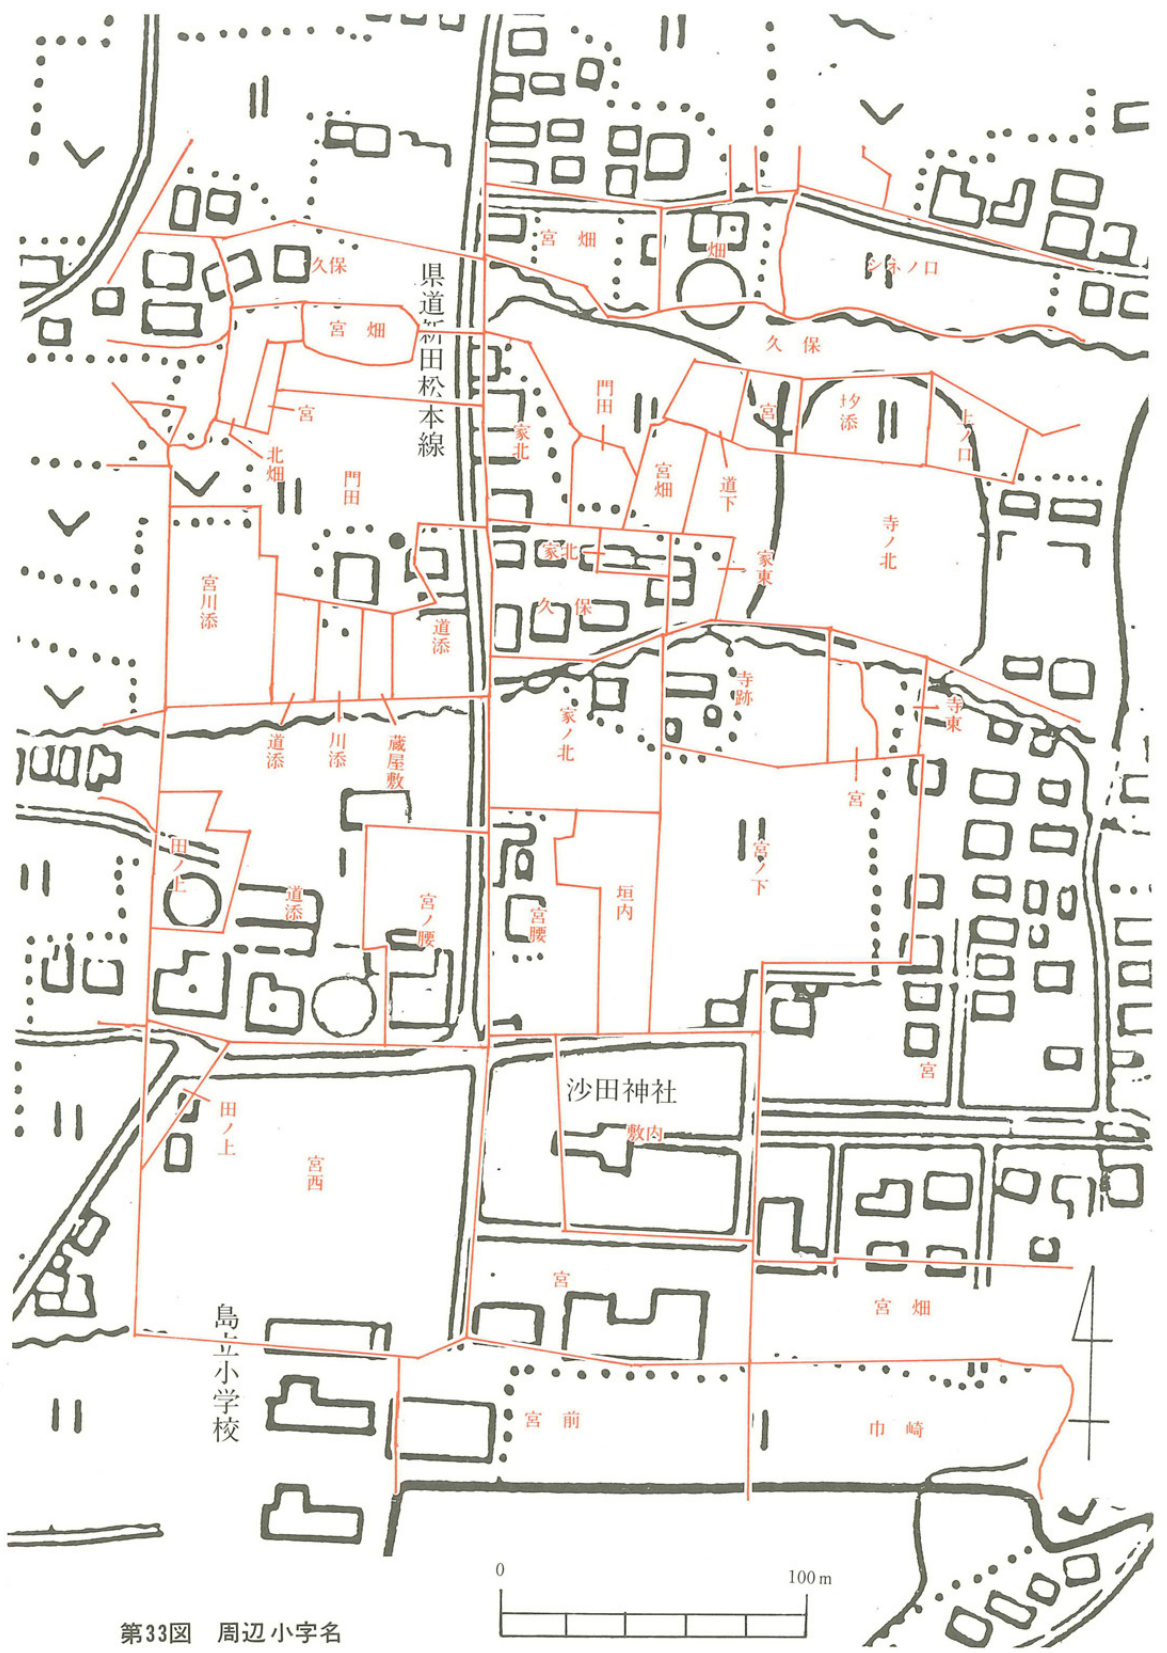 宮畑
畑
シネノ口
久保
県道新田松本線
宮畑
久保
門田
宮
添
上ノ口
宮
家北
北畑
宮畑
道下
門田
寺ノ北
家北
家東
宮川添
久保
道添
寺跡
寺東
家ノ北
道添
川添
蔵屋敷
宮
田ノ上
道添
宮ノ腰
宮腰
垣内
宮ノ下
宮
沙田神社
敷内
田ノ上
宮西
宮
宮畑
島立小学校
宮前
巾崎
0
100m
第33図 周辺小字名